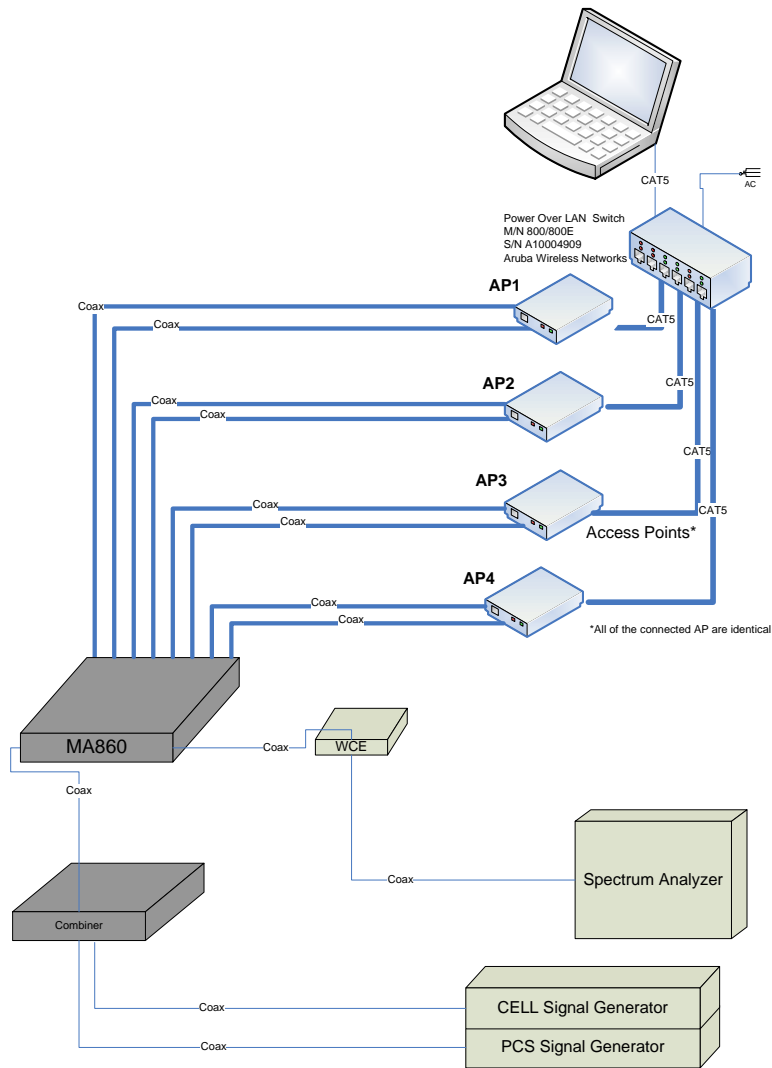 CAT5
AC
Power Over LAN  Switch
M/N 800/800E
S/N A10004909
Aruba Wireless Networks
AP1
Coax
CAT5
Coax
AP2
CAT5
Coax
Coax
AP3
CAT5
Coax
CAT5
Coax
Access Points*
AP4
Coax
Coax
*All of the connected AP are identical
MA860
Coax
WCE
Coax
Coax
Spectrum Analyzer
Combiner
Coax
CELL Signal Generator
Coax
PCS Signal Generator